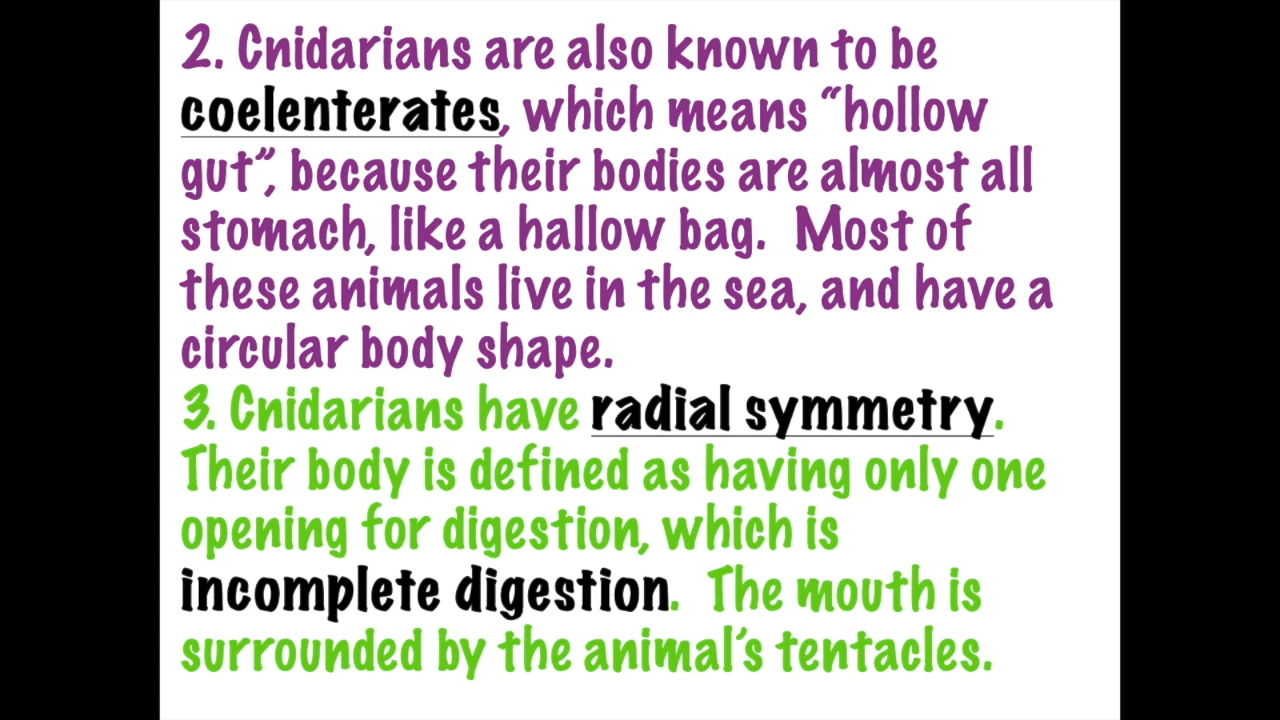 2. Cnidarians are also known to be
coelenterates, which means “hollow
gut”, because their bodies are almost all
stomach, like a hallow bag.  Most of
these animals live in the sea, and have a
circular body shape.
3. Cnidarians have radial symmetry.
Their body is defined as having only one
opening for digestion, which is
incomplete digestion.  The mouth is
surrounded by the animal’s tentacles.